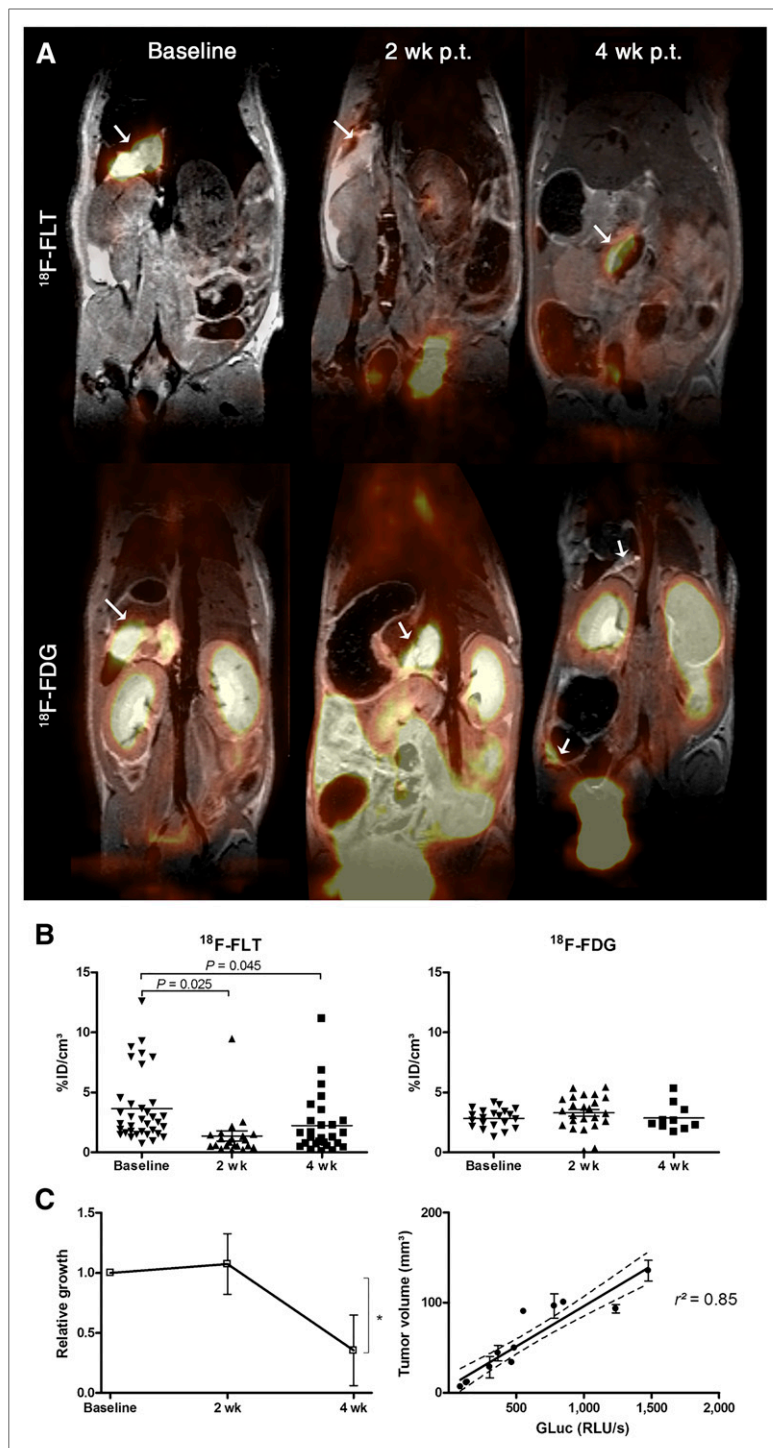 A
Baseline
2 wk p.t.
4 wk p.t.
¹⁸F-FLT
¹⁸F-FDG
B
¹⁸F-FLT
P = 0.045
P = 0.025
15
10
5
0
%ID/cm³
Baseline
2 wk
4 wk
¹⁸F-FDG
15
10
5
0
%ID/cm³
Baseline
2 wk
4 wk
C
1.5
1.0
0.5
0.0
Relative growth
*
Baseline
2 wk
4 wk
200
100
0
Tumor volume (mm³)
r² = 0.85
500
1,000
1,500
2,000
GLuc (RLU/s)